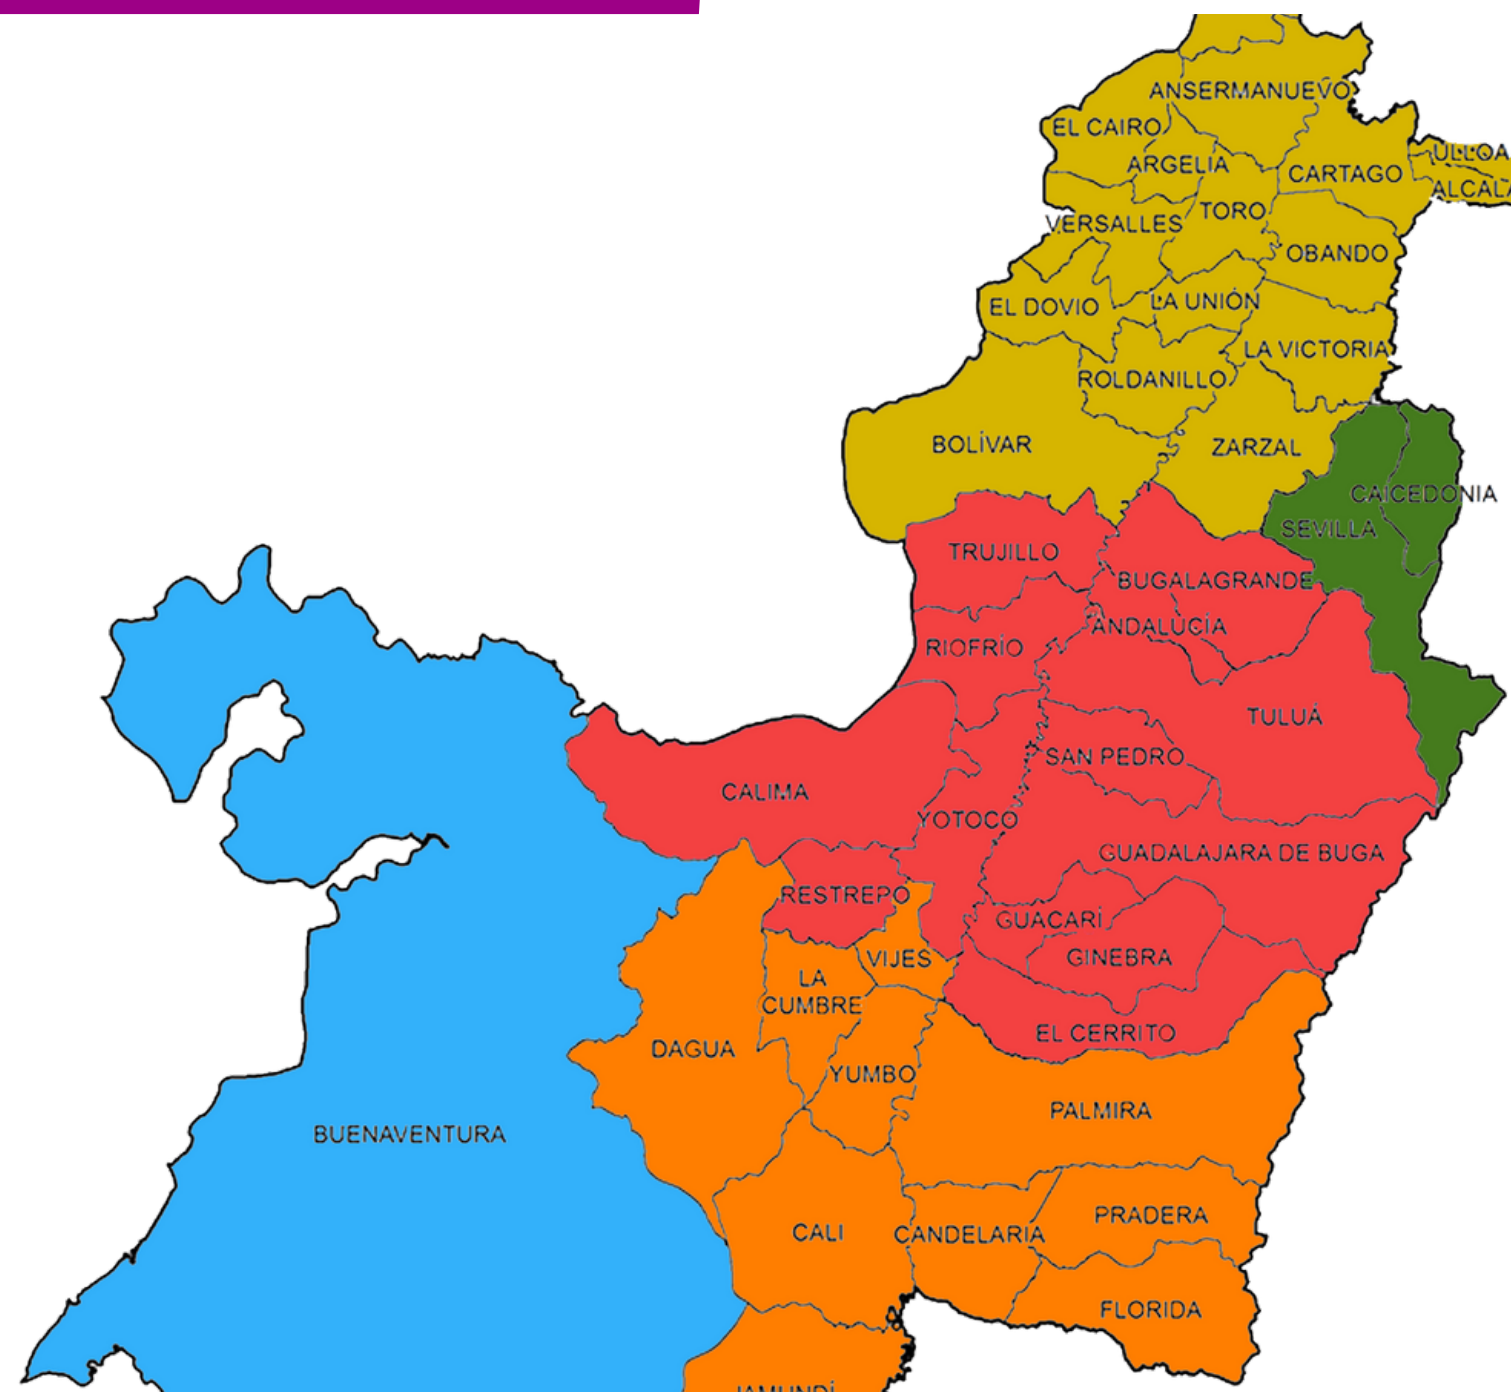 ANSERMANUEVO
EL CAIRO
ULLOA
ARGELIA
CARTAGO
ALCALÁ
TORO
VERSALLES
OBANDO
LA UNIÓN
EL DOVIO
LA VICTORIA
ROLDANILLO
BOLÍVAR
ZARZAL
CAICEDONIA
SEVILLA
TRUJILLO
BUGALAGRANDE
ANDALUCÍA
RIOFRÍO
TULUÁ
SAN PEDRO
CALIMA
YOTOCO
GUADALAJARA DE BUGA
RESTREPO
GUACARÍ
GINEBRA
VIJES
LA
CUMBRE
EL CERRITO
DAGUA
YUMBO
PALMIRA
BUENAVENTURA
PRADERA
CALI
CANDELARIA
FLORIDA
JAMUNDÍ